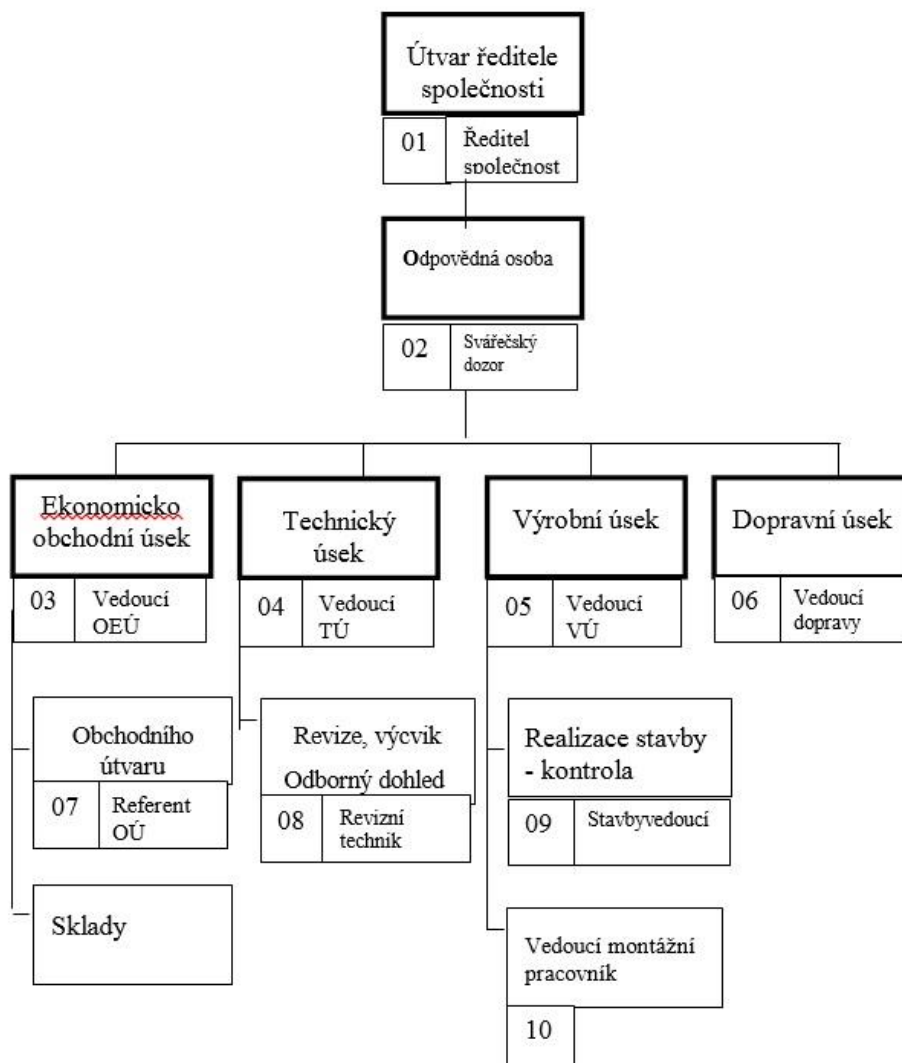 Útvar ředitele
společnosti
01
Ředitel
společnost
Odpovědná osoba
02
Svářečský
dozor
Ekonomicko
obchodní úsek
03
Vedoucí
OEÚ
Technický
úsek
04
Vedoucí
TÚ
Výrobní úsek
05
Vedoucí
VÚ
Dopravní úsek
06
Vedoucí
dopravy
Obchodního
útvaru
07
Referent
OÚ
Revize, výcvik
Odborný dohled
08
Revizní
technik
Realizace stavby
- kontrola
09
Stavbyvedoucí
Sklady
Vedoucí montážní
pracovník
10